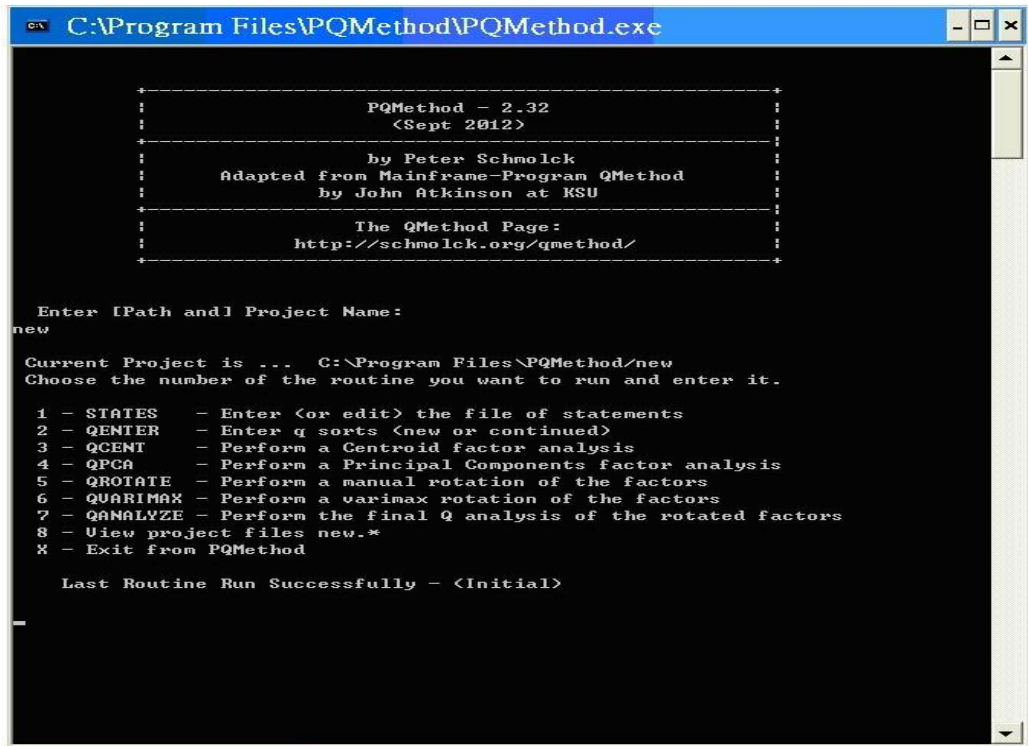 C:\Program Files\PQMethod\PQMethod.exe
PQMethod - 2.32
(Sept 2012)
by Peter Schmolck
Adapted from Mainframe-Program QMethod
by John Atkinson at KSU
The QMethod Page:
http://schmolck.org/qmethod/
Enter [Path and] Project Name:
new
Current Project is ... C:\Program Files\PQMethod/new
Choose the number of the routine you want to run and enter it.
1 - STATES - Enter (or edit) the file of statements
2 - QENTER - Enter q sorts (new or continued)
3 - QCENT - Perform a Centroid factor analysis
4 - QPCA - Perform a Principal Components factor analysis
5 - QROTATE - Perform a manual rotation of the factors
6 - QVARIMAX - Perform a varimax rotation of the factors
7 - QANALYZE - Perform the final Q analysis of the rotated factors
8 - View project files new.*
X - Exit from PQMethod
Last Routine Run Successfully - (Initial)